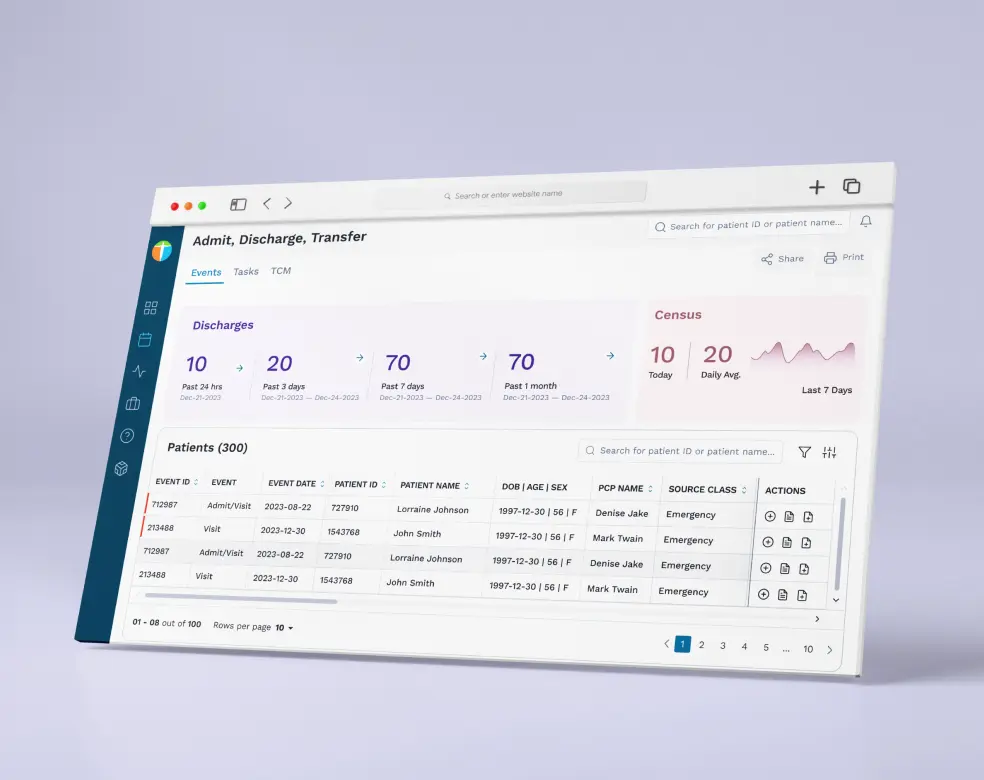 Search or enter website name
Admit, Discharge, Transfer
Search for patient ID or patient name...
Events Tasks TCM
Share Print
Discharges
10 20 70 70
Past 24 hrs Past 3 days Past 7 days Past 1 month
Dec-21-2023 Dec-21-2023 — Dec-24-2023 Dec-21-2023 — Dec-24-2023 Dec-21-2023 — Dec-24-2023
Census
10 20
Today Daily Avg.
Last 7 Days
Patients (300)
Search for patient ID or patient name...
EVENT ID EVENT EVENT DATE PATIENT ID PATIENT NAME DOB | AGE | SEX PCP NAME SOURCE CLASS ACTIONS
712987 Admit/Visit 2023-08-22 727910 Lorraine Johnson 1997-12-30 | 56 | F Denise Jake Emergency
213488 Visit 2023-12-30 1543768 John Smith 1997-12-30 | 56 | F Mark Twain Emergency
712987 Admit/Visit 2023-08-22 727910 Lorraine Johnson 1997-12-30 | 56 | F Denise Jake Emergency
213488 Visit 2023-12-30 1543768 John Smith 1997-12-30 | 56 | F Mark Twain Emergency
01 - 08 out of 100 Rows per page 10
1 2 3 4 5 ... 10